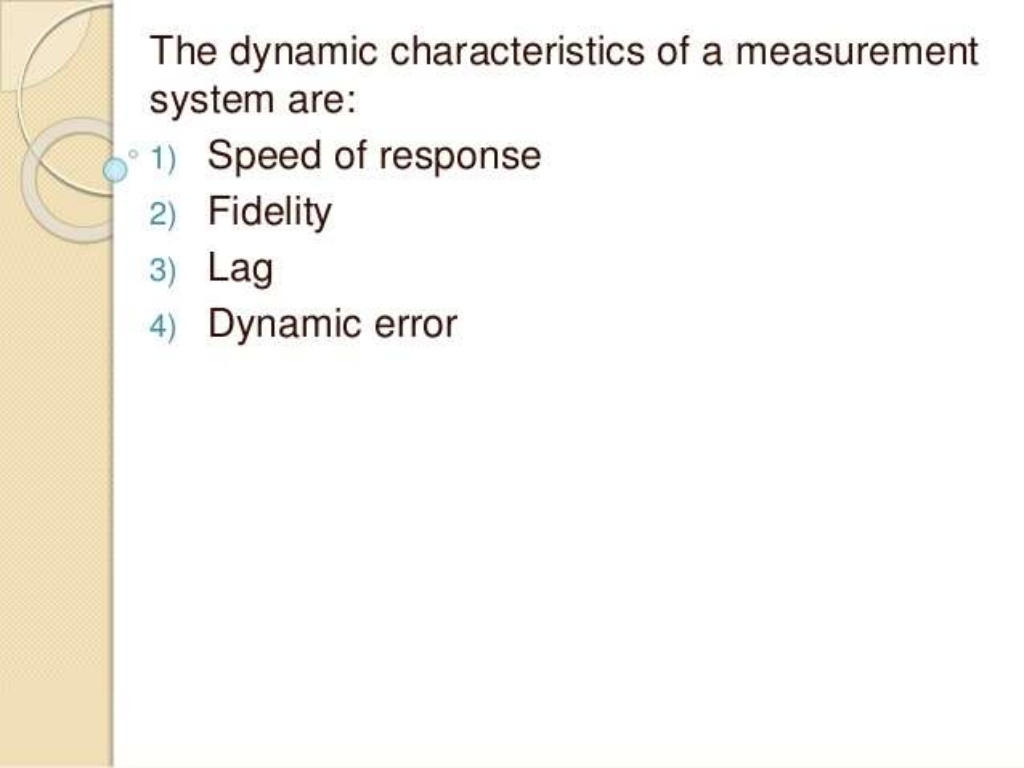 The dynamic characteristics of a measurement
system are:
1) Speed of response
2) Fidelity
3) Lag
4) Dynamic error